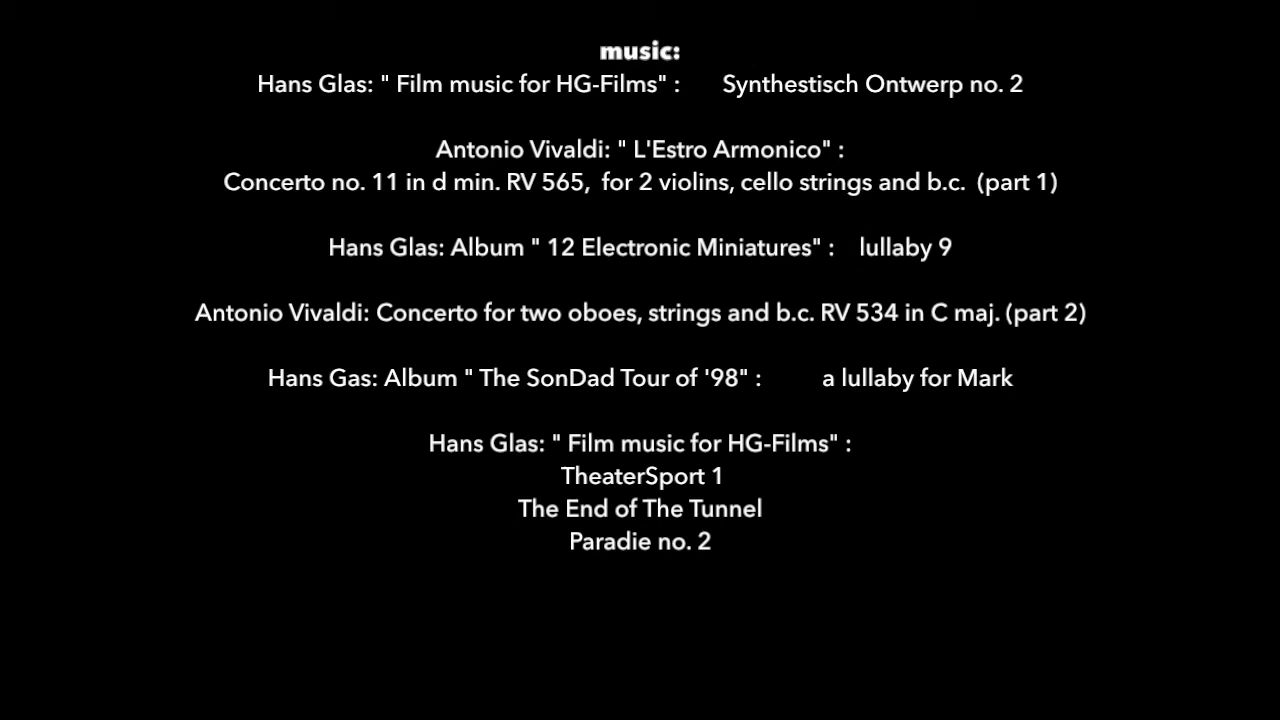 music:
Hans Glas: " Film music for HG-Films" : Synthestisch Ontwerp no. 2
Antonio Vivaldi: " L'Estro Armonico" :
Concerto no. 11 in d min. RV 565, for 2 violins, cello strings and b.c. (part 1)
Hans Glas: Album " 12 Electronic Miniatures" : lullaby 9
Antonio Vivaldi: Concerto for two oboes, strings and b.c. RV 534 in C maj. (part 2)
Hans Gas: Album " The SonDad Tour of '98" : a lullaby for Mark
Hans Glas: " Film music for HG-Films" :
TheaterSport 1
The End of The Tunnel
Paradie no. 2